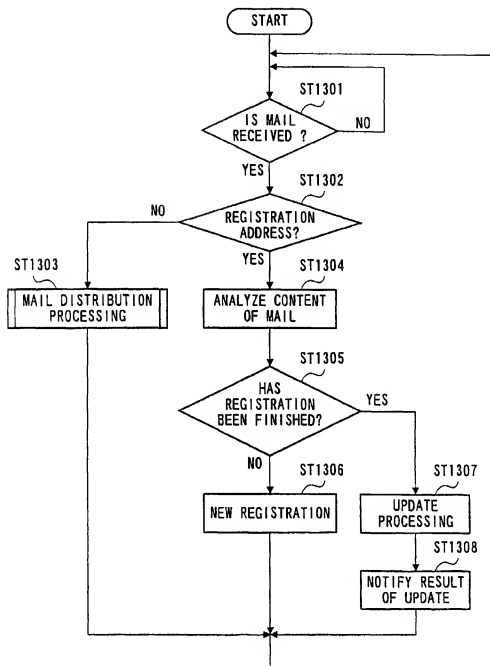 START
ST1301
IS MAIL
RECEIVED ?
NO
YES
ST1302
NO
REGISTRATION
ADDRESS?
ST1303
YES
ST1304
MAIL DISTRIBUTION
PROCESSING
ANALYZE CONTENT
OF MAIL
ST1305
HAS
REGISTRATION
BEEN FINISHED?
YES
NO
ST1306
ST1307
NEW REGISTRATION
UPDATE
PROCESSING
ST1308
NOTIFY RESULT
OF UPDATE